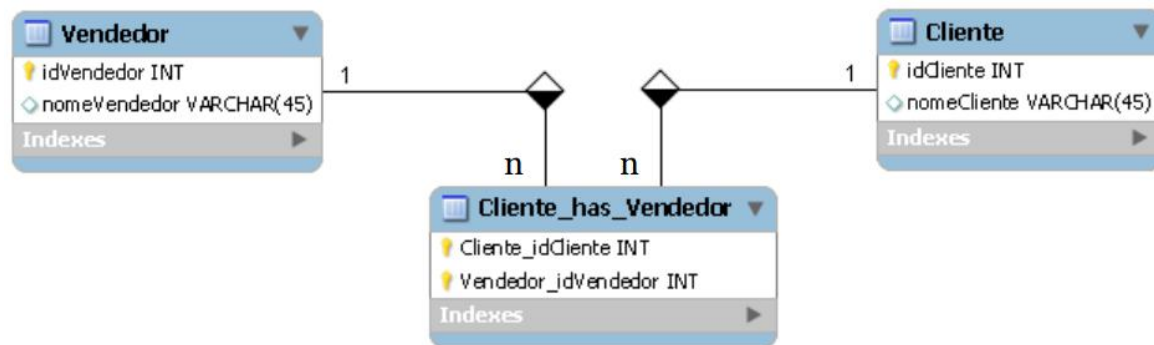 Vendedor
idVendedor INT
nomeVendedor VARCHAR(45)
Indexes
1
1
Cliente
idCliente INT
nomeCliente VARCHAR(45)
Indexes
n
n
Cliente_has_Vendedor
Cliente_idCliente INT
Vendedor_idVendedor INT
Indexes